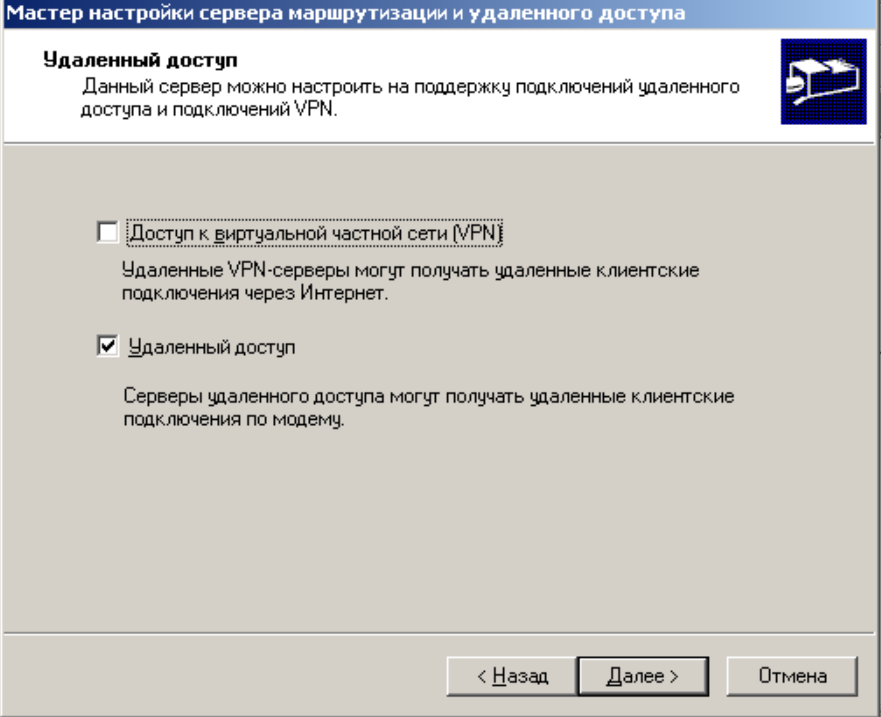 Мастер настройки сервера маршрутизации и удаленного доступа
Удаленный доступ
Данный сервер можно настроить на поддержку подключений удаленного
доступа и подключений VPN.
Доступ к виртуальной частной сети (VPN)
Удаленные VPN-серверы могут получать удаленные клиентские
подключения через Интернет.
Удаленный доступ
Серверы удаленного доступа могут получать удаленные клиентские
подключения по модему.
< Назад
Далее >
Отмена